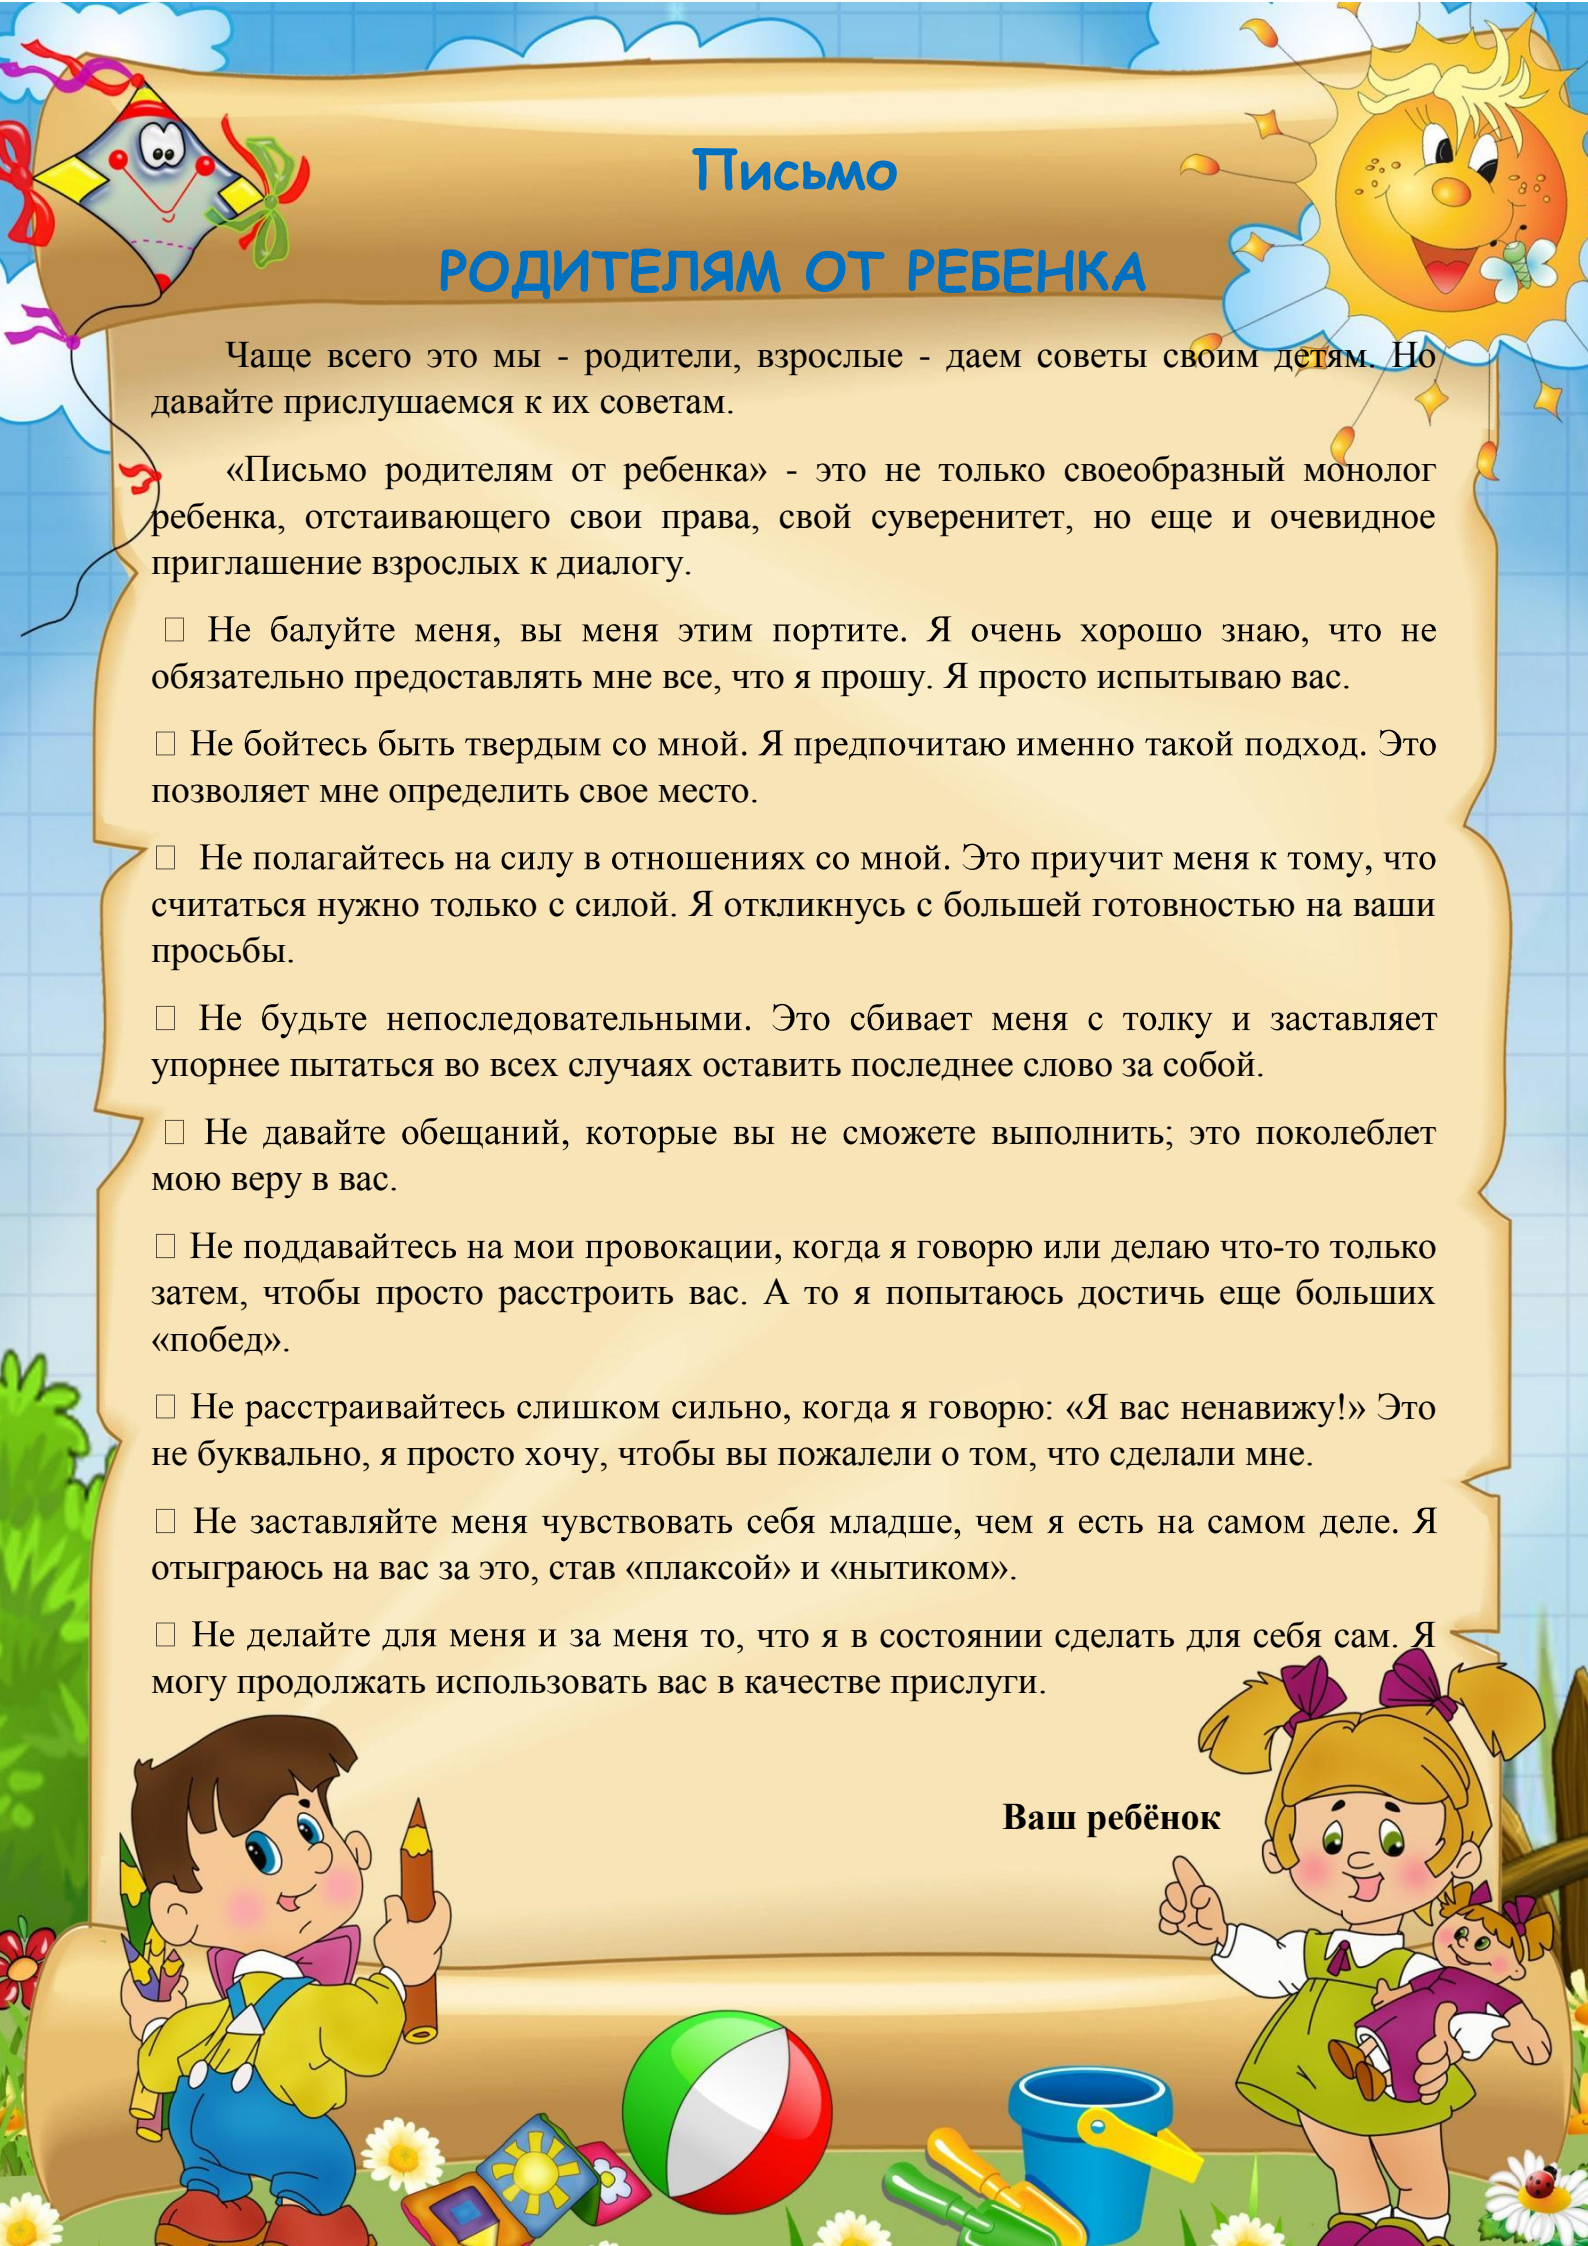 Письмо
РОДИТЕЛЯМ ОТ РЕБЕНКА
Чаще всего это мы - родители, взрослые - даем советы своим детям. Но
давайте прислушаемся к их советам.
«Письмо родителям от ребенка» - это не только своеобразный монолог
ребенка, отстаивающего свои права, свой суверенитет, но еще и очевидное
приглашение взрослых к диалогу.
□ Не балуйте меня, вы меня этим портите. Я очень хорошо знаю, что не
обязательно предоставлять мне все, что я прошу. Я просто испытываю вас.
□ Не бойтесь быть твердым со мной. Я предпочитаю именно такой подход. Это
позволяет мне определить свое место.
□ Не полагайтесь на силу в отношениях со мной. Это приучит меня к тому, что
считаться нужно только с силой. Я откликнусь с большей готовностью на ваши
просьбы.
□ Не будьте непоследовательными. Это сбивает меня с толку и заставляет
упорнее пытаться во всех случаях оставить последнее слово за собой.
□ Не давайте обещаний, которые вы не сможете выполнить; это поколеблет
мою веру в вас.
□ Не поддавайтесь на мои провокации, когда я говорю или делаю что-то только
затем, чтобы просто расстроить вас. А то я попытаюсь достичь еще больших
«побед».
□ Не расстраивайтесь слишком сильно, когда я говорю: «Я вас ненавижу!» Это
не буквально, я просто хочу, чтобы вы пожалели о том, что сделали мне.
□ Не заставляйте меня чувствовать себя младше, чем я есть на самом деле. Я
отыграюсь на вас за это, став «плаксой» и «нытиком».
□ Не делайте для меня и за меня то, что я в состоянии сделать для себя сам. Я
могу продолжать использовать вас в качестве прислуги.
Ваш ребёнок